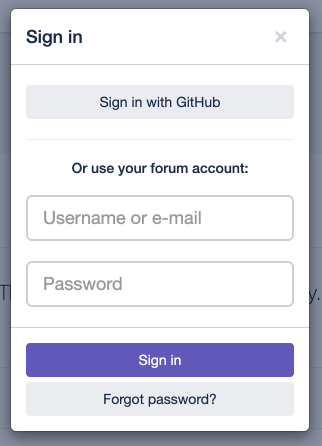 Sign in
×
Sign in with GitHub
Or use your forum account:
Username or e-mail
Password
Sign in
Forgot password?